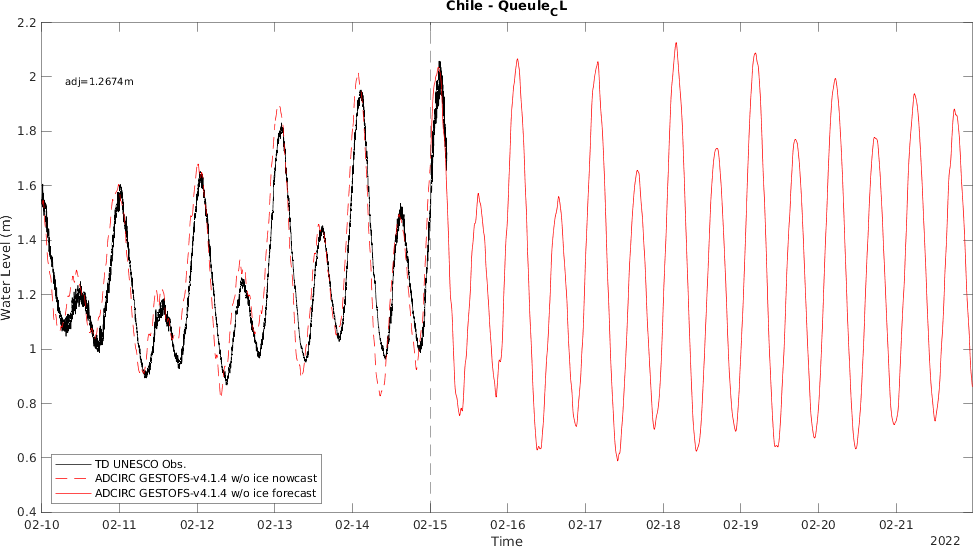 Chile - Queule_CL
2.2
2
1.8
1.6
1.4
1.2
1
0.8
0.6
0.4
Water Level (m)
adj=1.2674m
TD UNESCO Obs.
ADCIRC GESTOFS-v4.1.4 w/o ice nowcast
ADCIRC GESTOFS-v4.1.4 w/o ice forecast
02-10 02-11 02-12 02-13 02-14 02-15 02-16 02-17 02-18 02-19 02-20 02-21
Time
2022